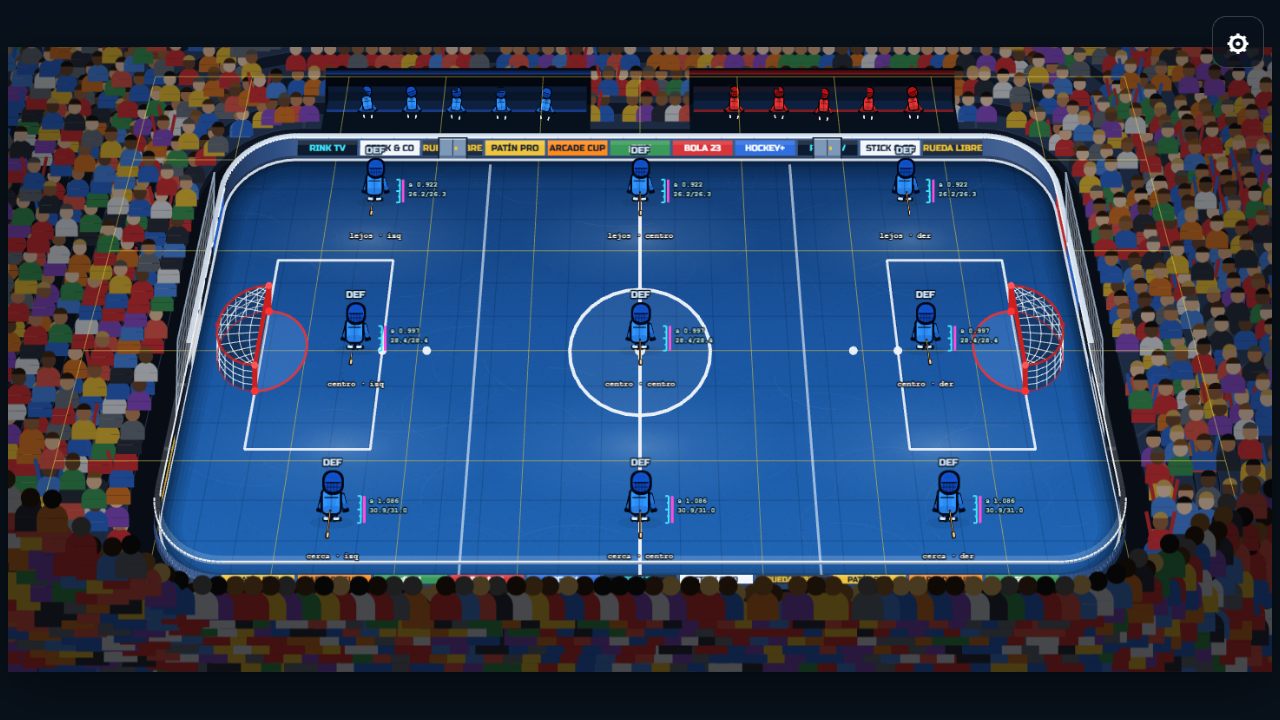 RINK TV
K & CO
PATÍN PRO
ARCADE CUP
BOLA 23
HOCKEY+
STICK
RUEDA LIBRE
DEF
DEF
DEF
a 0.922
26.2/26.3
a 0.922
26.2/26.3
a 0.922
26.2/26.3
lejos · izq
lejos · centro
lejos · der
DEF
DEF
DEF
a 0.997
28.4/28.4
a 0.997
28.4/28.4
a 0.997
28.4/28.4
centro · izq
centro · centro
centro · der
DEF
DEF
DEF
a 1.086
30.9/31.0
a 1.086
30.9/31.0
a 1.086
30.9/31.0
cerca · izq
cerca · centro
cerca · der